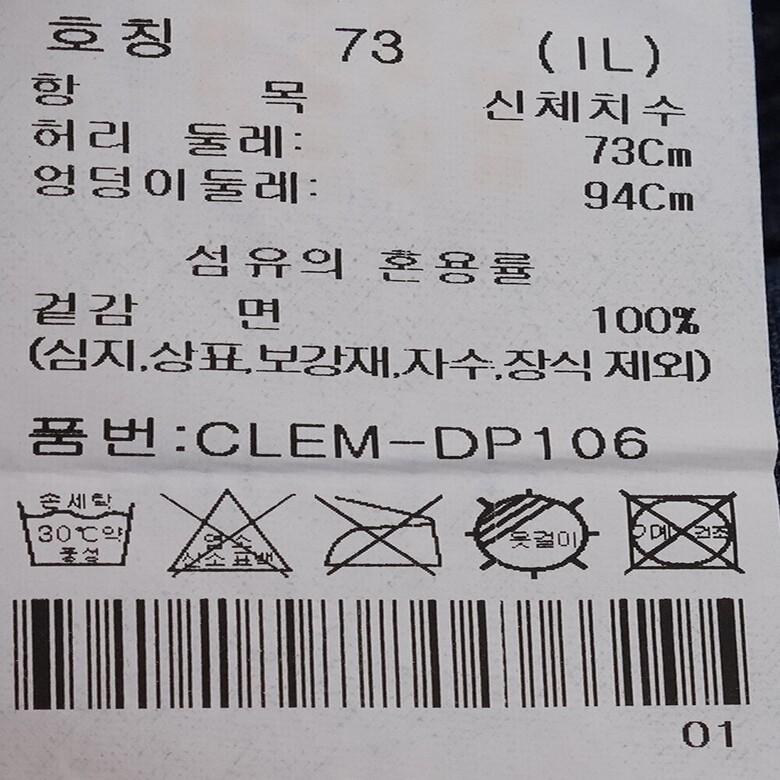 호칭 73 (IL)
항 목 신체치수
허리 둘레: 73Cm
엉덩이둘레: 94Cm
섬유의 혼용률
겉감 면 100%
(심지,상표,보강재,자수,장식 제외)
품번:CLEM-DP106
손세탁
30℃약
중성
염소
산소표백
옷걸이
건조
01